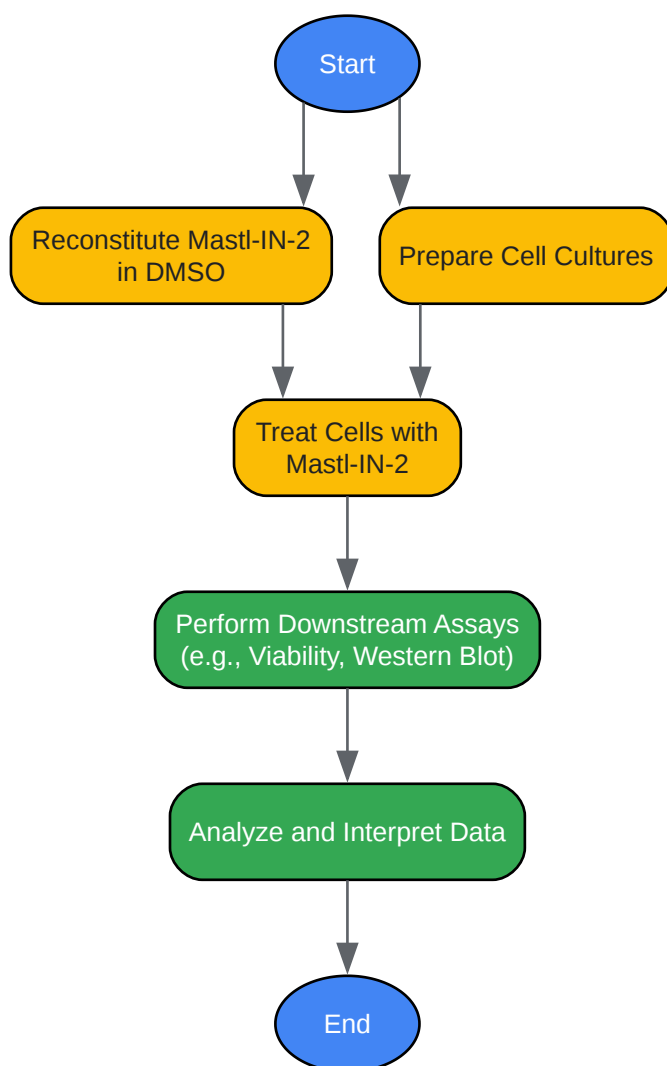 Start
Reconstitute Mastl-IN-2
in DMSO
Prepare Cell Cultures
Treat Cells with
Mastl-IN-2
Perform Downstream Assays
(e.g., Viability, Western Blot)
Analyze and Interpret Data
End